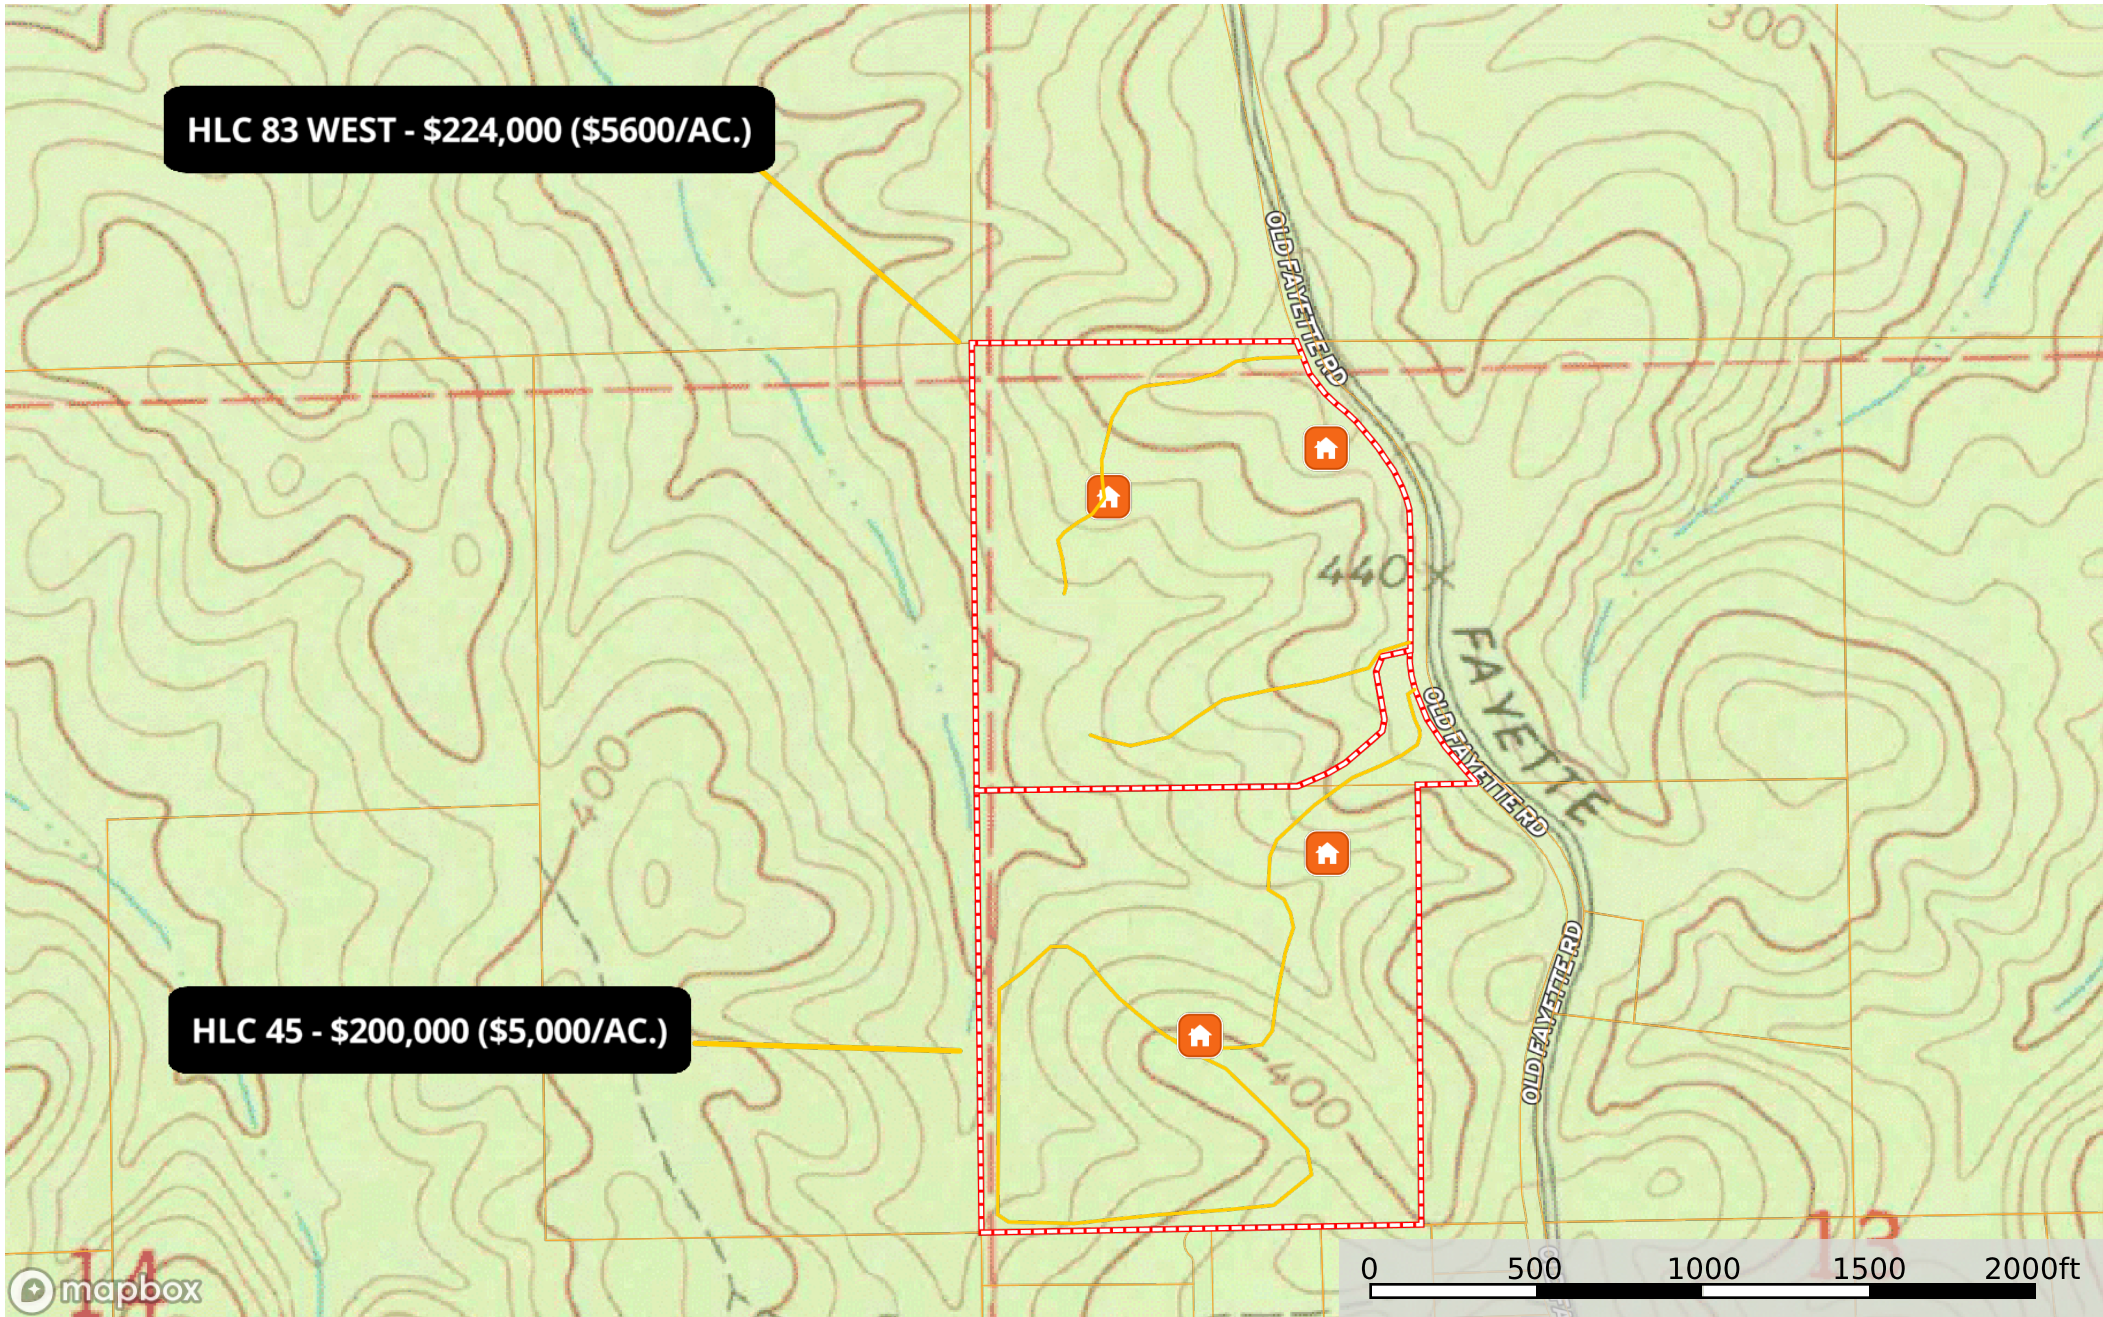 300
HLC 83 WEST - $224,000 ($5600/AC.)
OLD FAYETTE RD
440 X
FAYETTE
OLD FAYETTE RD
400
OLD FAYETTE RD
HLC 45 - $200,000 ($5,000/AC.)
400
13
14
mapbox
0 500 1000 1500 2000ft